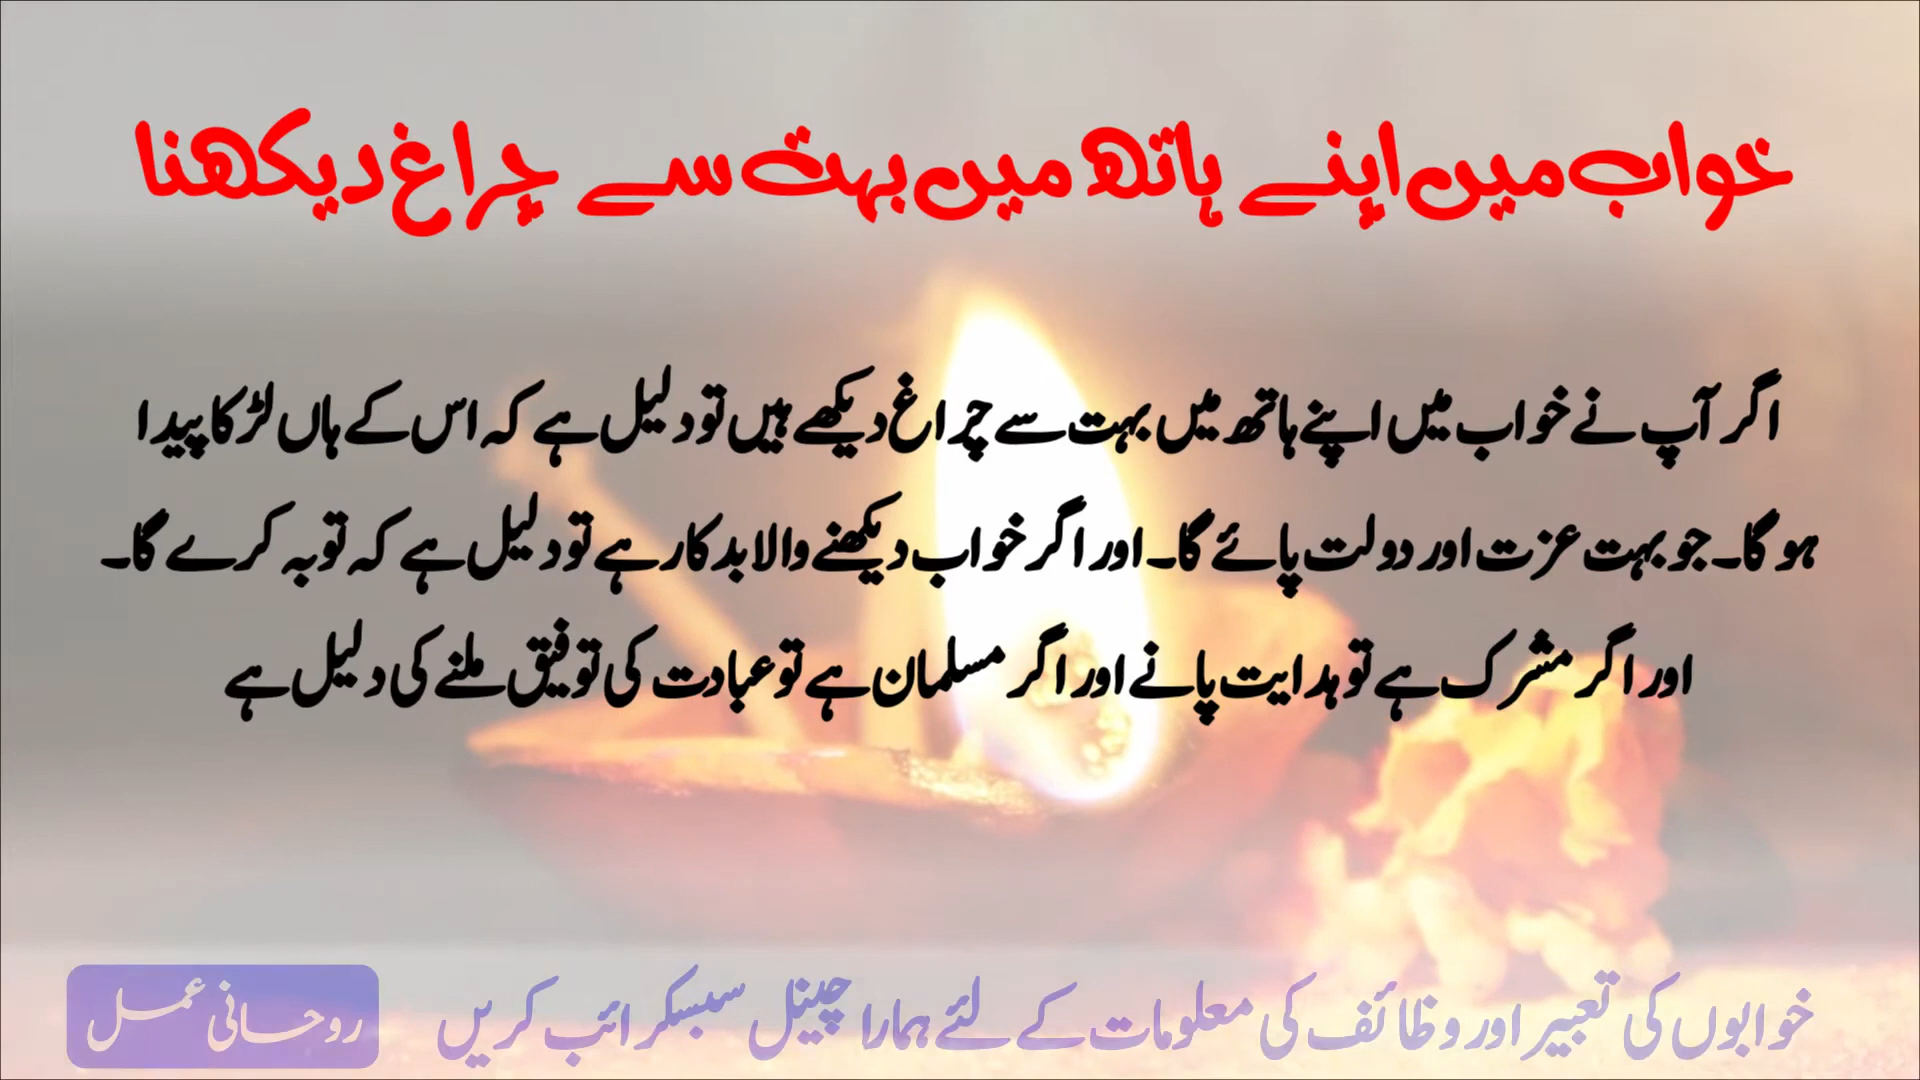 خواب میں اپنے ہاتھ میں بہت سے چراغ دیکھنا
اگر آپ نے خواب میں اپنے ہاتھ میں بہت سے چراغ دیکھے ہیں تو دلیل ہے کہ اس کے ہاں لڑکا پیدا
ہو گا۔ جو بہت عزت اور دولت پائے گا۔ اور اگر خواب دیکھنے والا بدکار ہے تو دلیل ہے کہ توبہ کرے گا۔
اور اگر مشرک ہے تو ہدایت پانے اور اگر مسلمان ہے تو عبادت کی توفیق ملنے کی دلیل ہے
خوابوں کی تعبیر اور وظائف کی معلومات کے لئے ہمارا چینل سبسکرائب کریں
روحانی عمل